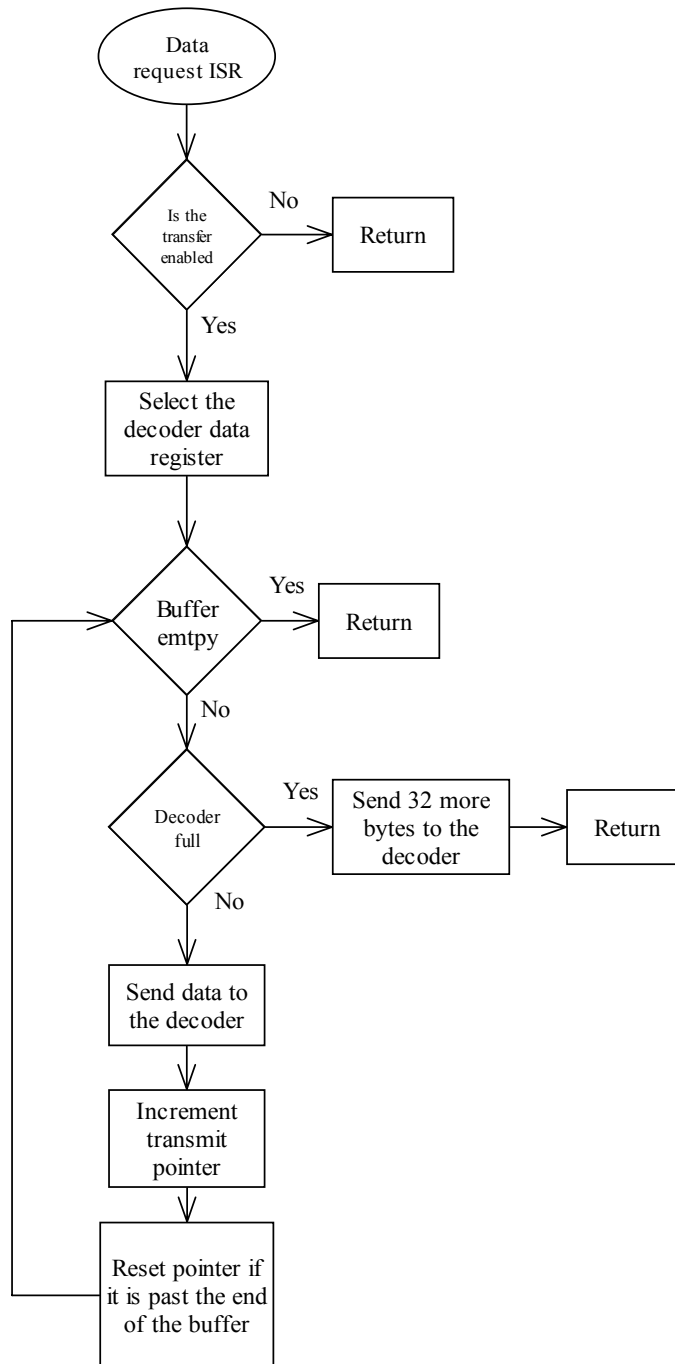 Data
request ISR
Is the
transfer
enabled
No
Return
Yes
Select the
decoder data
register
Buffer
emtpy
Yes
Return
No
Decoder
full
Yes
Send 32 more
bytes to the
decoder
Return
No
Send data to
the decoder
Increment
transmit
pointer
Reset pointer if
it is past the end
of the buffer